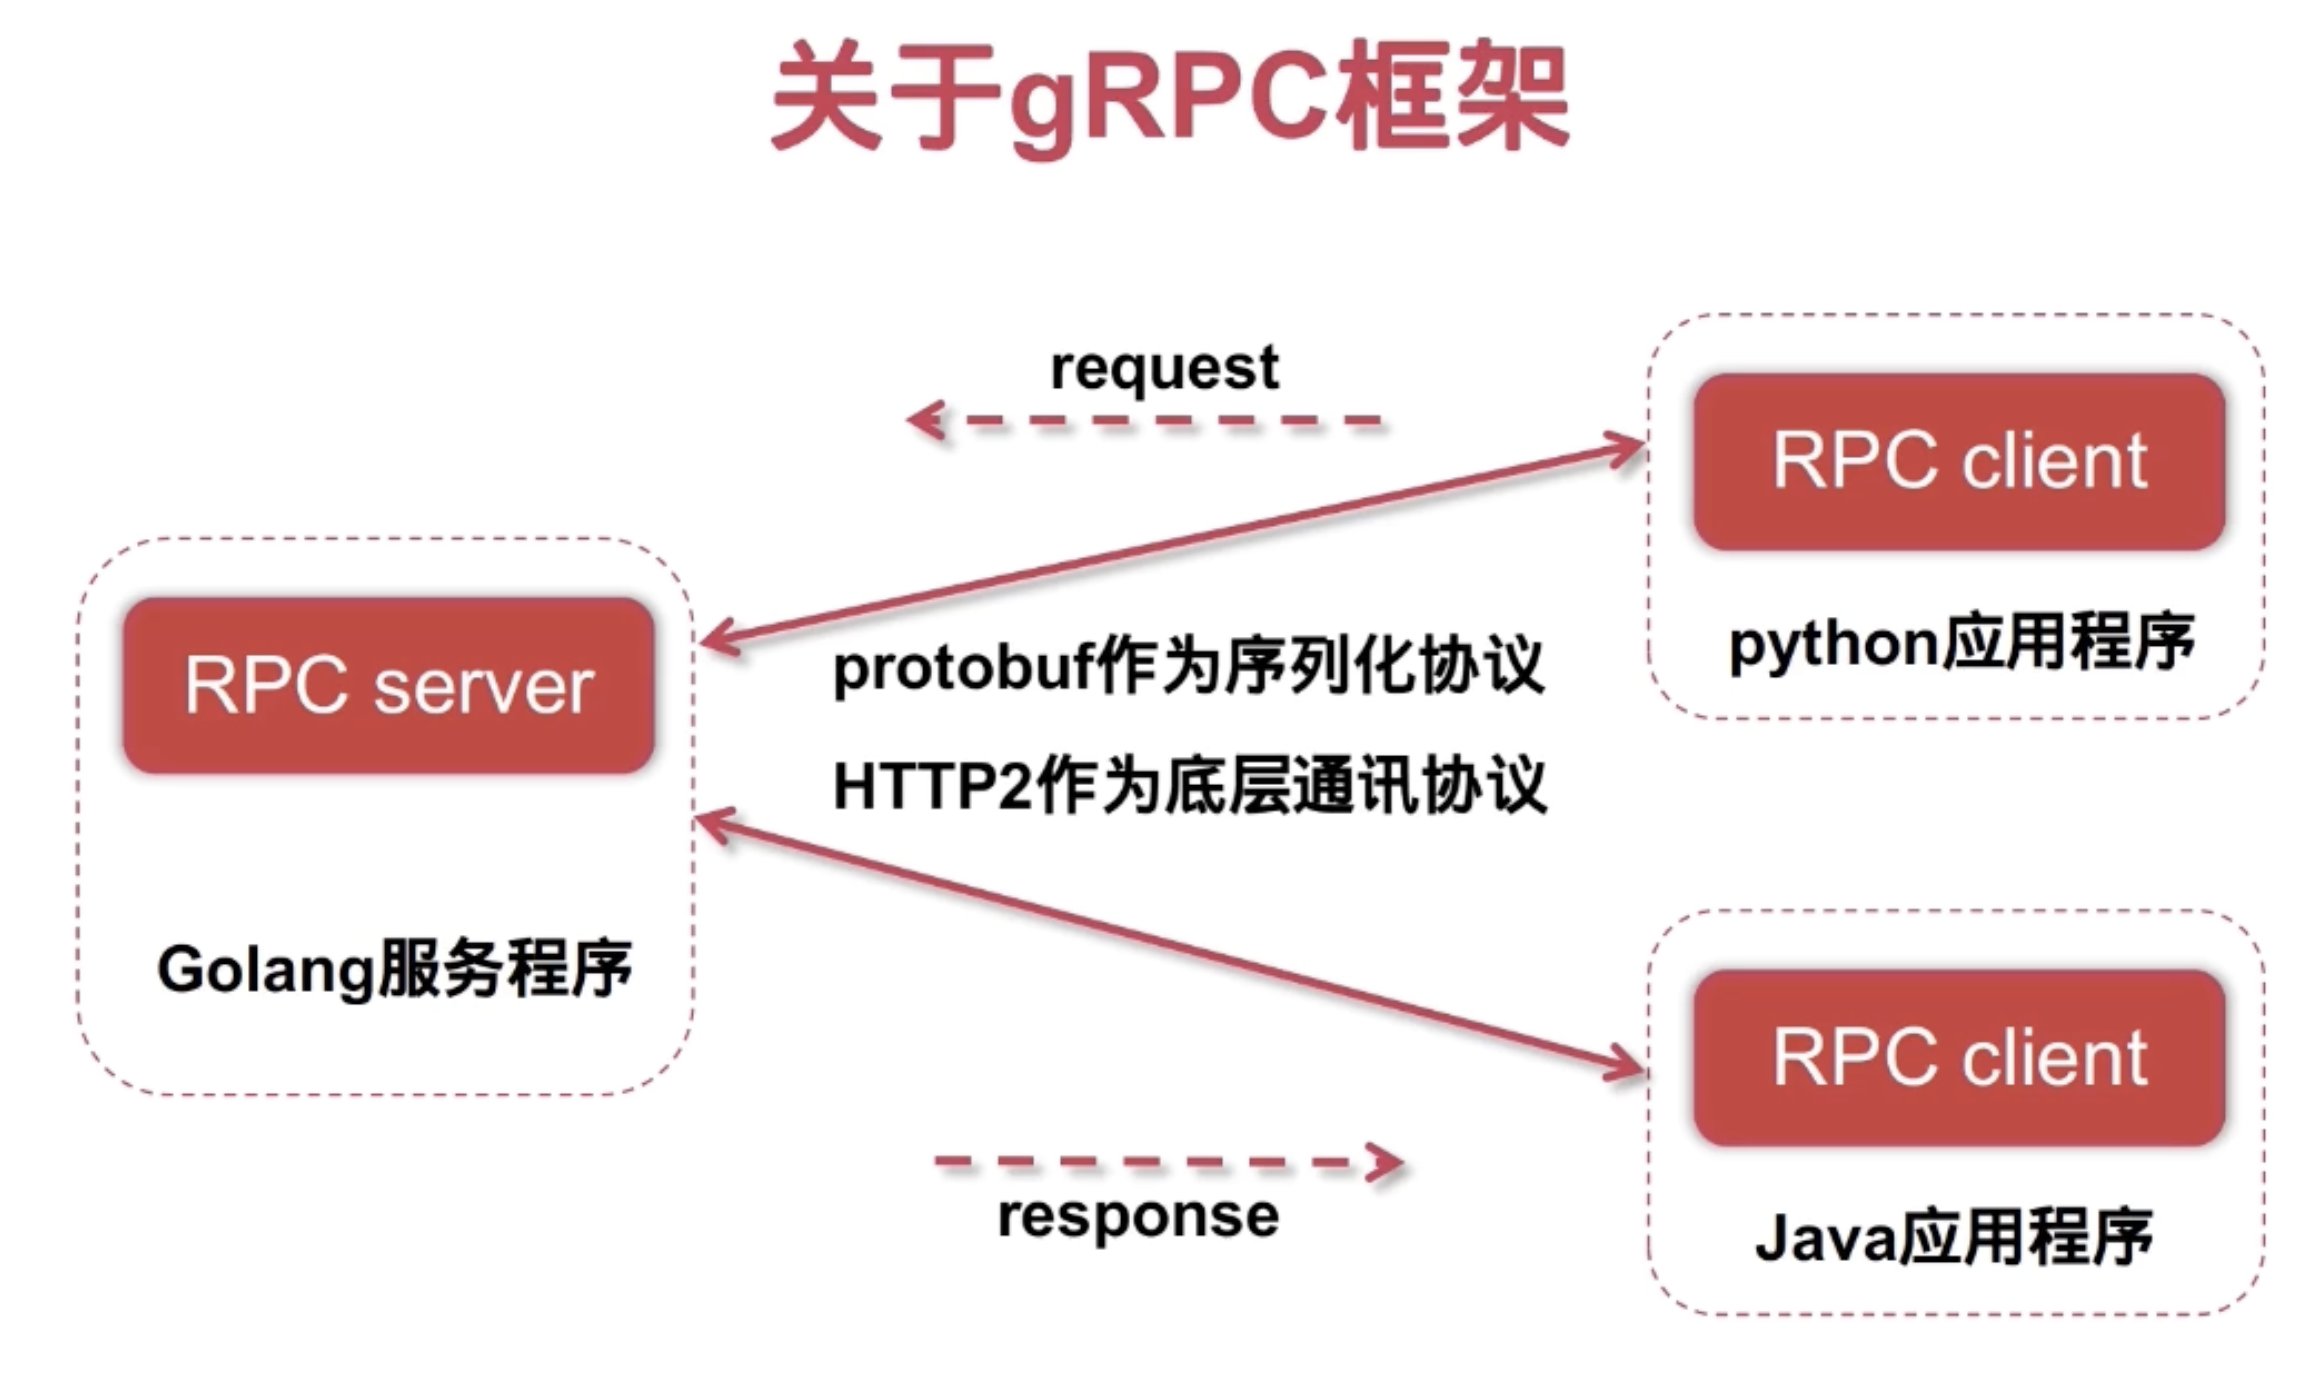 关于gRPC框架
request
RPC client
python应用程序
RPC server
Golang服务程序
protobuf作为序列化协议
HTTP2作为底层通讯协议
RPC client
Java应用程序
response